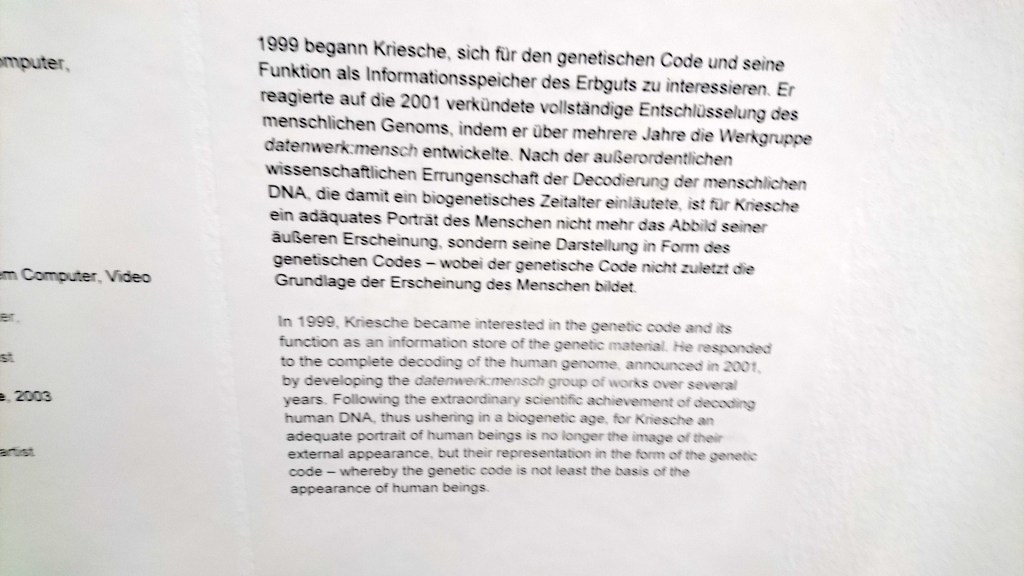 omputer,
em Computer, Video
er,
st
e, 2003
artist
1999 begann Kriesche, sich für den genetischen Code und seine
Funktion als Informationsspeicher des Erbguts zu interessieren. Er
reagierte auf die 2001 verkündete vollständige Entschlüsselung des
menschlichen Genoms, indem er über mehrere Jahre die Werkgruppe
datenwerk:mensch entwickelte. Nach der außerordentlichen
wissenschaftlichen Errungenschaft der Decodierung der menschlichen
DNA, die damit ein biogenetisches Zeitalter einläutete, ist für Kriesche
ein adäquates Porträt des Menschen nicht mehr das Abbild seiner
äußeren Erscheinung, sondern seine Darstellung in Form des
genetischen Codes – wobei der genetische Code nicht zuletzt die
Grundlage der Erscheinung des Menschen bildet.
In 1999, Kriesche became interested in the genetic code and its
function as an information store of the genetic material. He responded
to the complete decoding of the human genome, announced in 2001,
by developing the datenwerk:mensch group of works over several
years. Following the extraordinary scientific achievement of decoding
human DNA, thus ushering in a biogenetic age, for Kriesche an
adequate portrait of human beings is no longer the image of their
external appearance, but their representation in the form of the genetic
code – whereby the genetic code is not least the basis of the
appearance of human beings.